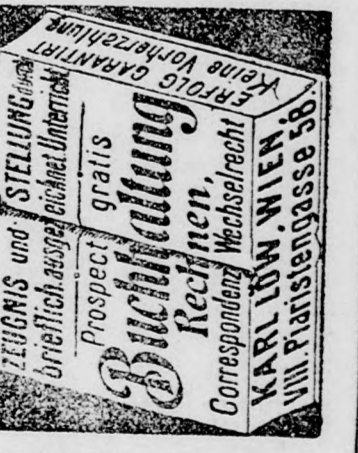 ERFOLG GARANTIRT
Keine Vorherzahlung
ZEUGNIS und STELLUNG durch
brieflich.ausgezeichnet.Unterricht
Prospect gratis
Buchhaltung
Rechnen,
Correspondenz Wechselrecht
KARL LÖW, WIEN,
VIII. Piaristengasse 58